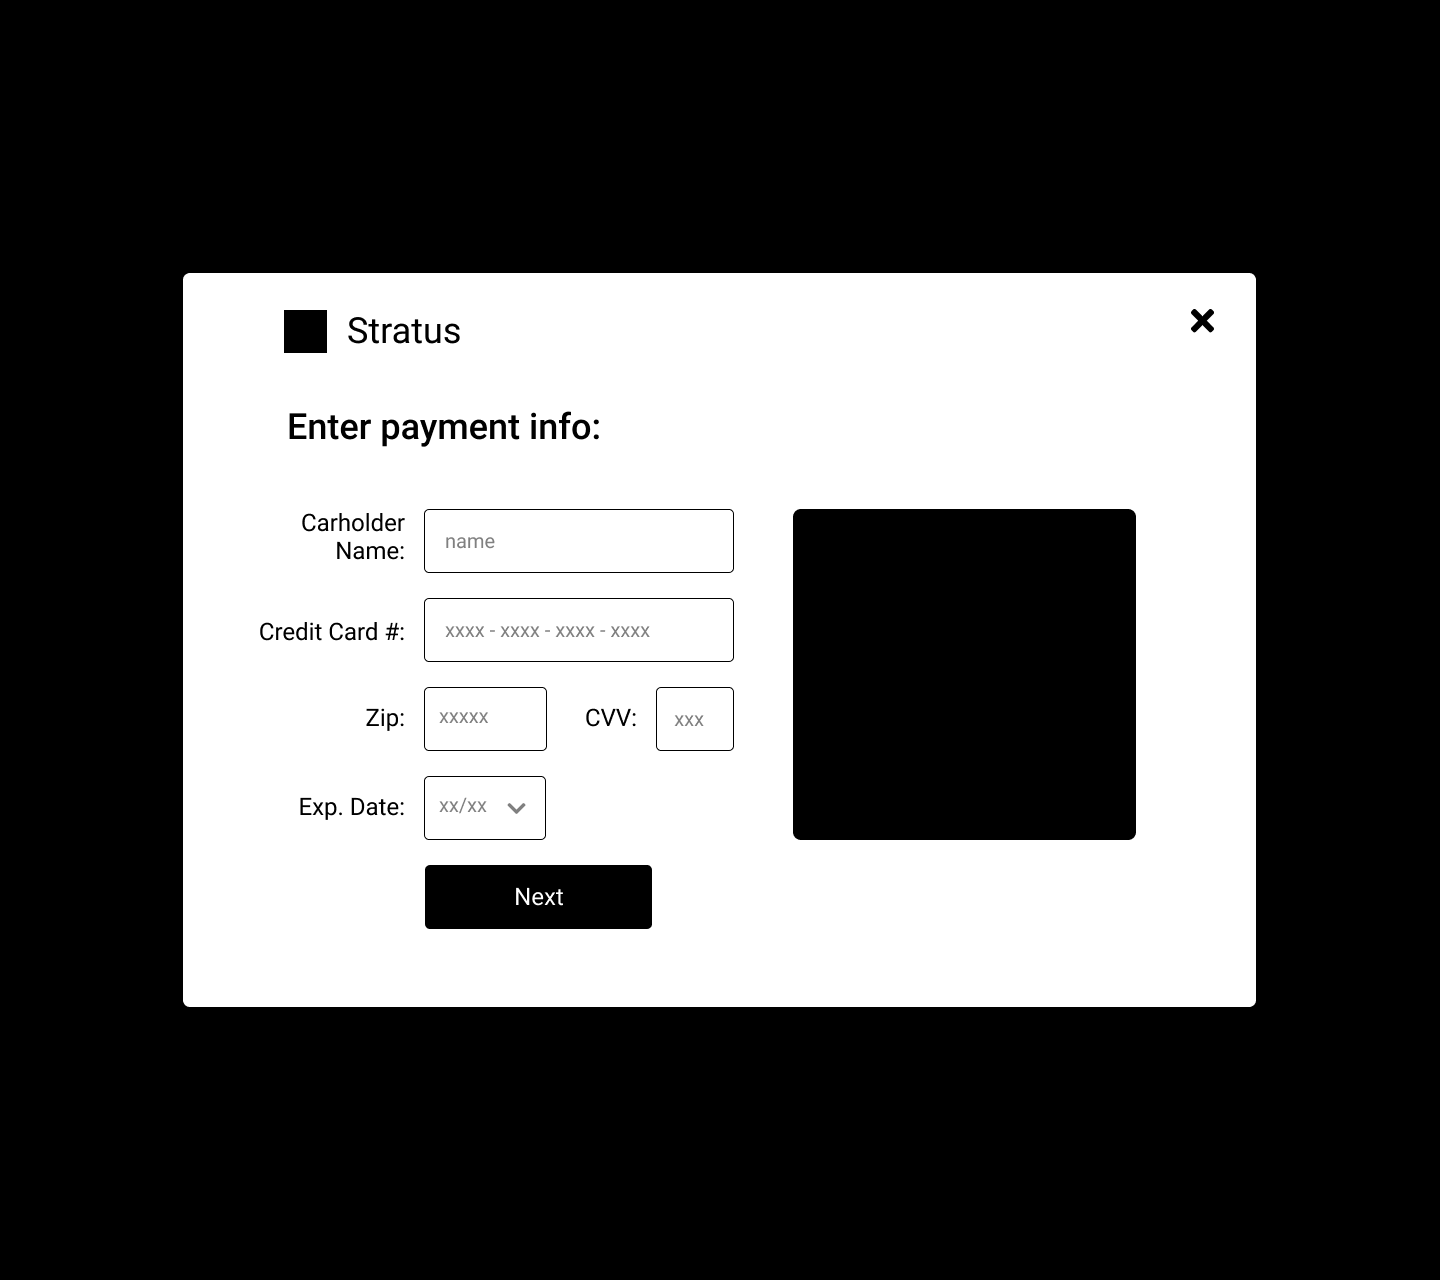 Stratus
Enter payment info:
Carholder
Name:
name
Credit Card #:
xxxx - xxxx - xxxx - xxxx
Zip:
xxxxx
CVV:
xxx
Exp. Date:
xx/xx
Next